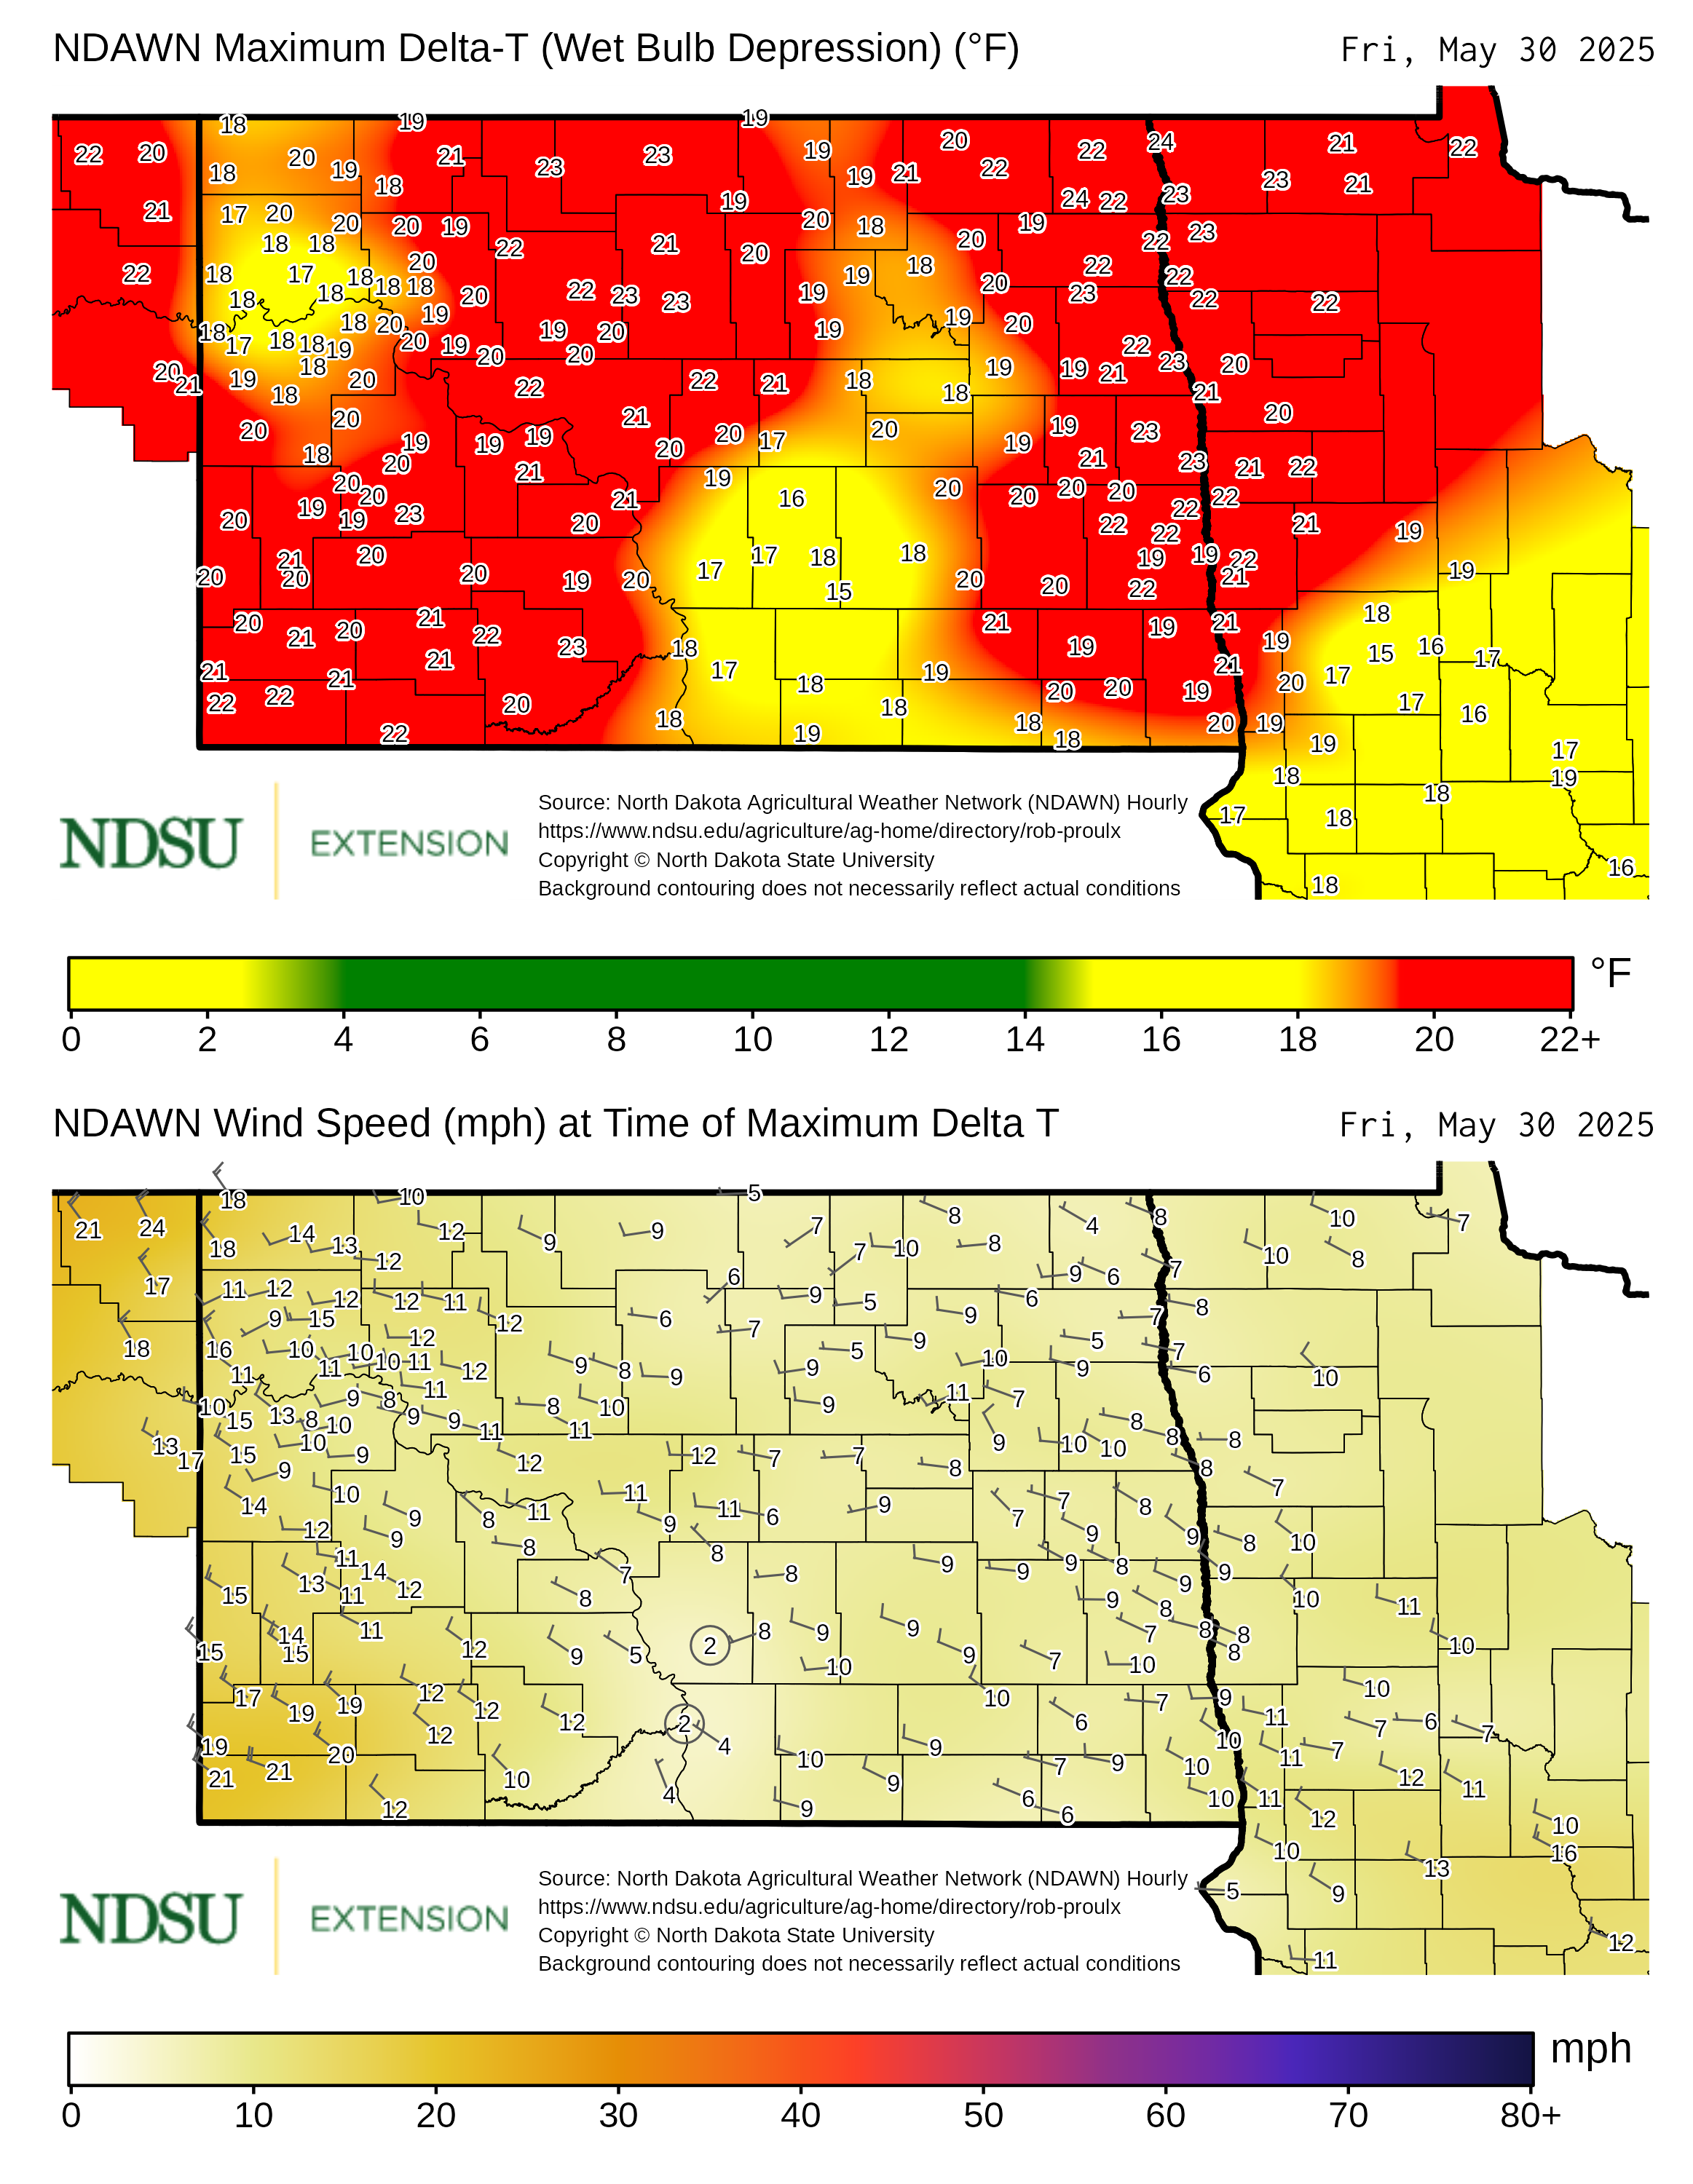 NDAWN Maximum Delta-T (Wet Bulb Depression) (°F) Fri, May 30 2025
18 19 19
22 20 20 21 23 23 19 20 22 24 21 22
18 19 18 19 21 22 23 21
21 17 20 20 20 19 19 20 18 24 22 23 19
18 18 22 21 20 20 22 23
22 18 17 18 20 19 18 22 22
18 18 18 18 20 22 23 23 19 20 23 22 22
18 18 20 19 19 20 19 19 20
17 18 18 19 20 19 20 20 22 23 20
20 21 19 18 18 20 22 22 21 18 18 19 19 21 21
20 20 19 19 19 21 20 20 17 20 19 19 23 20
18 20 21 19 21 23 21 22
20 20 19 19 20 23 20 21 16 20 20 20 20 22 22
20 21 20 20 20 19 20 17 17 18 18 15 20 20 22 22 19 19 22 21 22 21 19 19
20 21 20 21 22 23 21 19 19 21 19 18
21 21 21 18 17 19 21 15 16 17
22 22 20 18 18 18 20 20 19 20 17 17 16
22 19 18 18 20 19 19 17
18 19 18
17 18
18 16
Source: North Dakota Agricultural Weather Network (NDAWN) Hourly
https://www.ndsu.edu/agriculture/ag-home/directory/rob-proulx
Copyright © North Dakota State University
Background contouring does not necessarily reflect actual conditions
NDSU EXTENSION
°F
0 2 4 6 8 10 12 14 16 18 20 22+
NDAWN Wind Speed (mph) at Time of Maximum Delta T Fri, May 30 2025
18 10 5
21 24 14 12 9 9 7 8 4 8 10 7
18 13 12 7 10 8 10 8
17 11 12 12 12 11 6 9 5 9 6 7 6
9 15 12 12 6 7 9 7 8
18 16 10 10 12 9 5 5 7
11 11 10 11 12 9 8 9 9 10 9 6 10
10 9 8 11 8 10 9 11 7
15 13 8 10 9 9 11 11 8 8 8
13 17 15 10 9 9 12 12 7 7 8 9 10 10 8
14 10 9 8 11 11 9 11 6 9 7 7 8 7
12 9 8 8 9 9 9 10
11 14 7 8 9 9 9 8 9 9
15 13 11 12 8 9 8 10 11
15 14 15 11 12 9 5 2 8 9 10 9 9 7 7 10 8 8 8 10
17 19 19 12 12 12 10 6 7 9 10
19 20 12 2 4 10 9 10 11 7 6 7
21 21 10 4 9 7 9 10 11 7 12 11
12 9 6 6 10 11 12 10
10 13 16
5 9
11 12
Source: North Dakota Agricultural Weather Network (NDAWN) Hourly
https://www.ndsu.edu/agriculture/ag-home/directory/rob-proulx
Copyright © North Dakota State University
Background contouring does not necessarily reflect actual conditions
NDSU EXTENSION
mph
0 10 20 30 40 50 60 70 80+